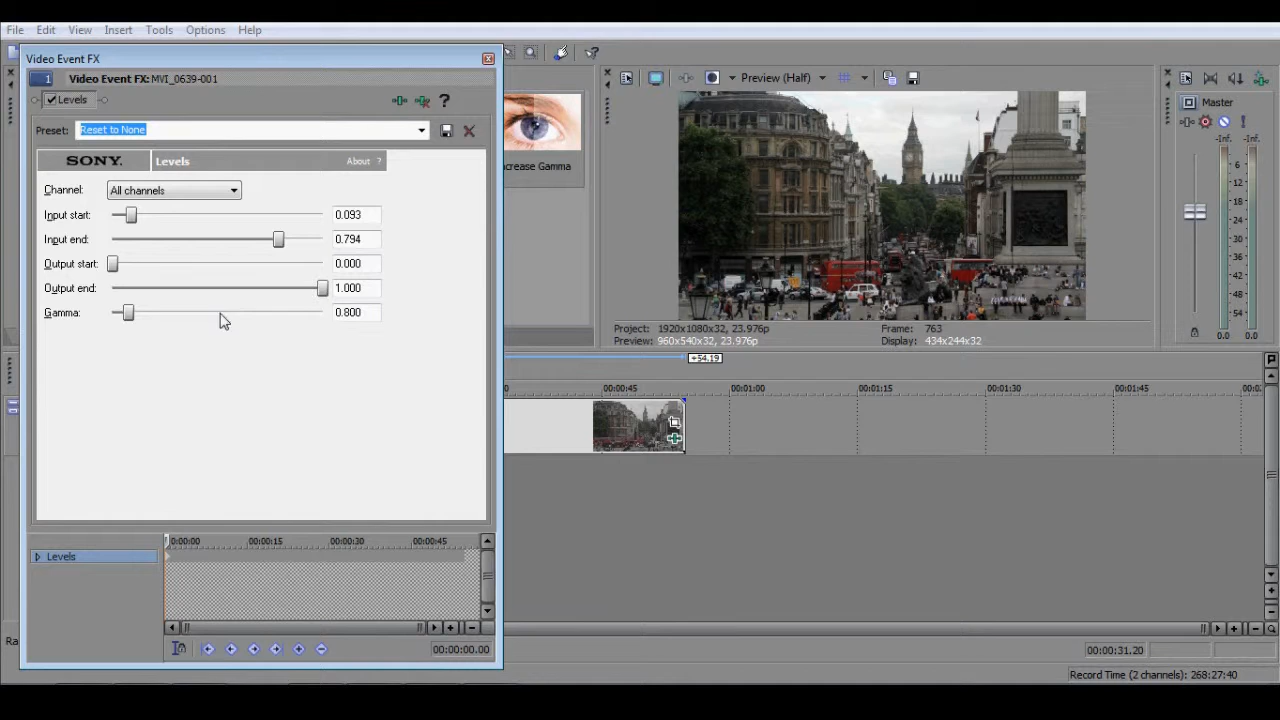 File Edit View Insert Tools Options Help
Video Event FX
1 Video Event FX: MVI_0639-001
Levels
Preset: Reset to None
SONY. Levels About ?
Channel: All channels
Input start: 0.093
Input end: 0.794
Output start: 0.000
Output end: 1.000
Gamma: 0.800
0:00:00 00:00:15 00:00:30 00:00:45
Levels
00:00:00.00
crease Gamma
Preview (Half)
Project: 1920x1080x32, 23.976p
Preview: 960x540x32, 23.976p
Frame: 763
Display: 434x244x32
Master
-Inf. -Inf.
6
12
18
24
30
36
42
48
54
0.0 0.0
+54.19
00:00:45 00:01:00 00:01:15 00:01:30 00:01:45
00:00:31.20
Record Time (2 channels): 268:27:40